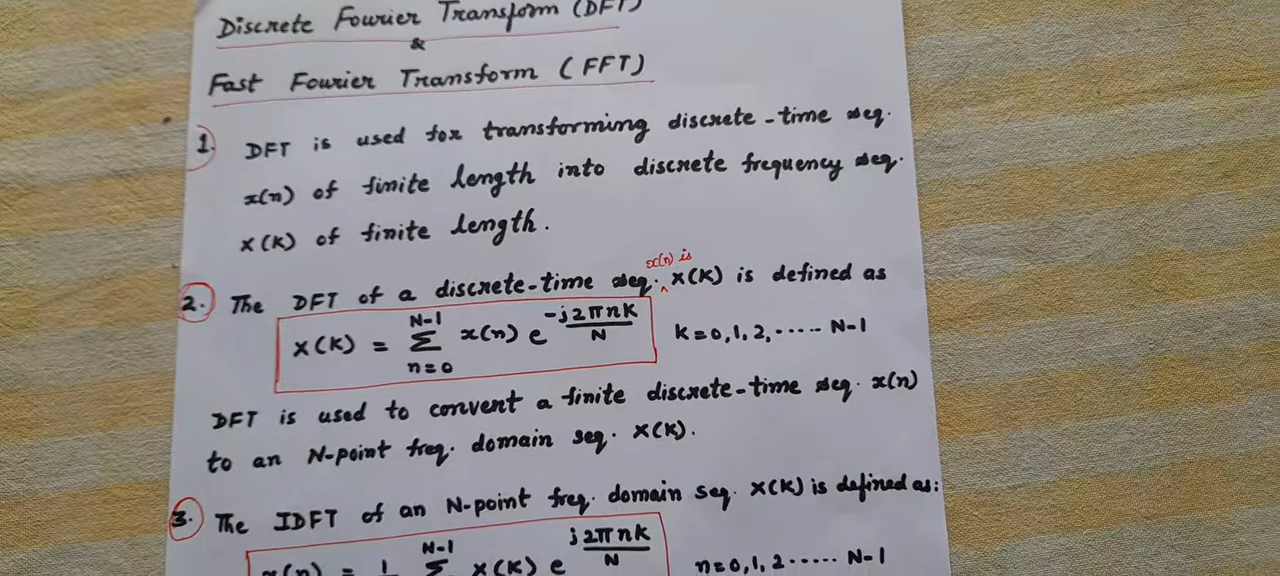 Discrete Fourier Transform (DFT)
&
Fast Fourier Transform (FFT)
1. DFT is used for transforming discrete-time seq.
x(n) of finite length into discrete frequency seq.
X(K) of finite length.
x(n) is
2. The DFT of a discrete-time seq. ^ X(K) is defined as
X(K) = N-1 Σ n=0 x(n) e -j2πnk/N K=0,1,2,..... N-1
DFT is used to convert a finite discrete-time seq. x(n)
to an N-point freq. domain seq. X(K).
3. The IDFT of an N-point freq. domain seq. X(K) is defined as:
x(n) = 1 N-1 Σ X(K) e j2πnk/N n=0,1,2..... N-1